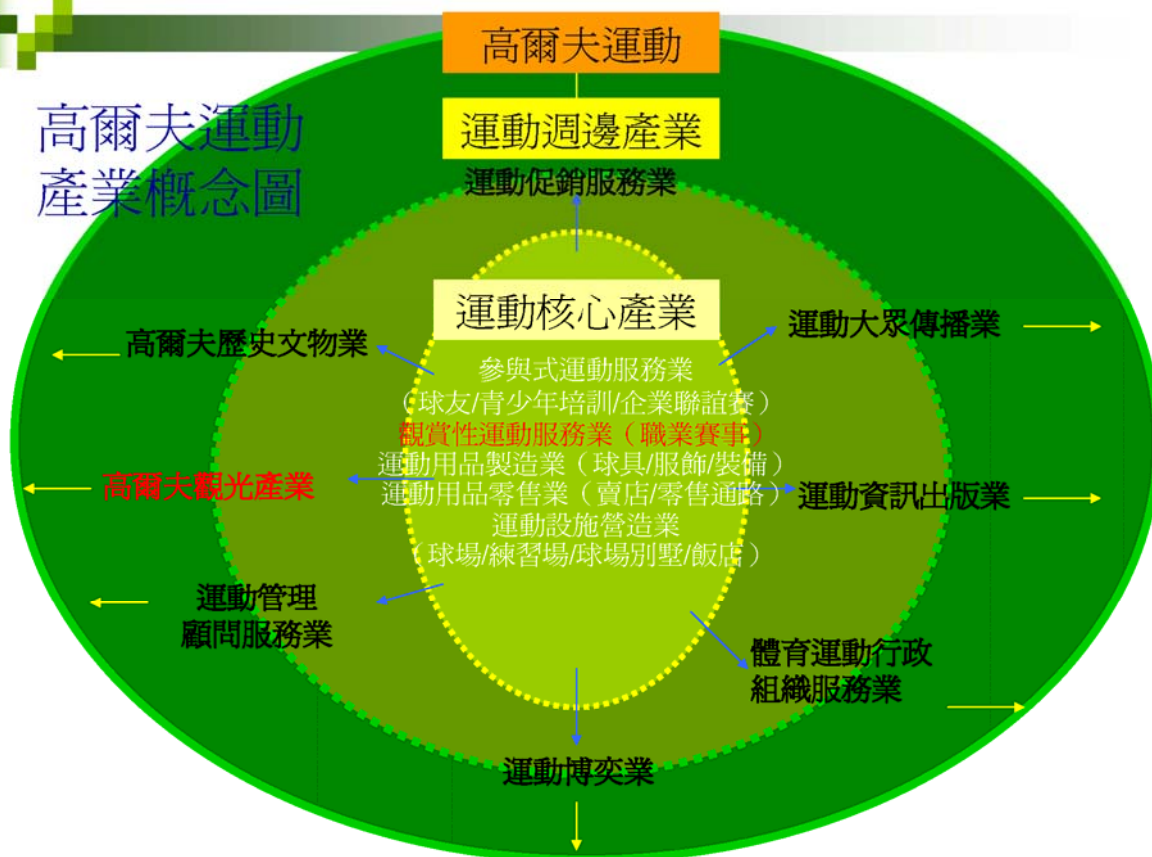 高爾夫運動
高爾夫運動
產業概念圖
運動週邊產業
運動促銷服務業
運動核心產業
運動大眾傳播業
高爾夫歷史文物業
參與式運動服務業
（球友/青少年培訓/企業聯誼賽）
觀賞性運動服務業（職業賽事）
運動用品製造業（球具/服飾/裝備）
高爾夫觀光產業
運動用品零售業（賣店/零售通路）
運動資訊出版業
運動設施營造業
（球場/練習場/球場別墅/飯店）
運動管理
顧問服務業
體育運動行政
組織服務業
運動博奕業